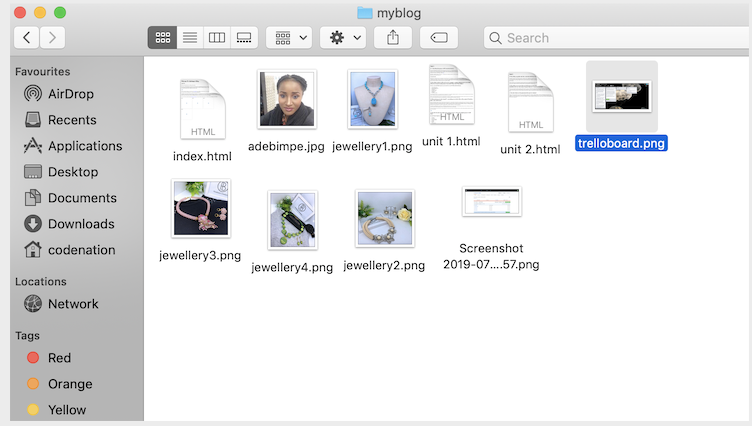 myblog
Search
Favourites
AirDrop
Recents
Applications
Desktop
Documents
Downloads
codenation
Locations
Network
Tags
Red
Orange
Yellow
HTML
index.html
adebimpe.jpg
jewellery1.png
HTML
unit 1.html
HTML
unit 2.html
trelloboard.png
jewellery3.png
jewellery4.png
jewellery2.png
Screenshot
2019-07....57.png